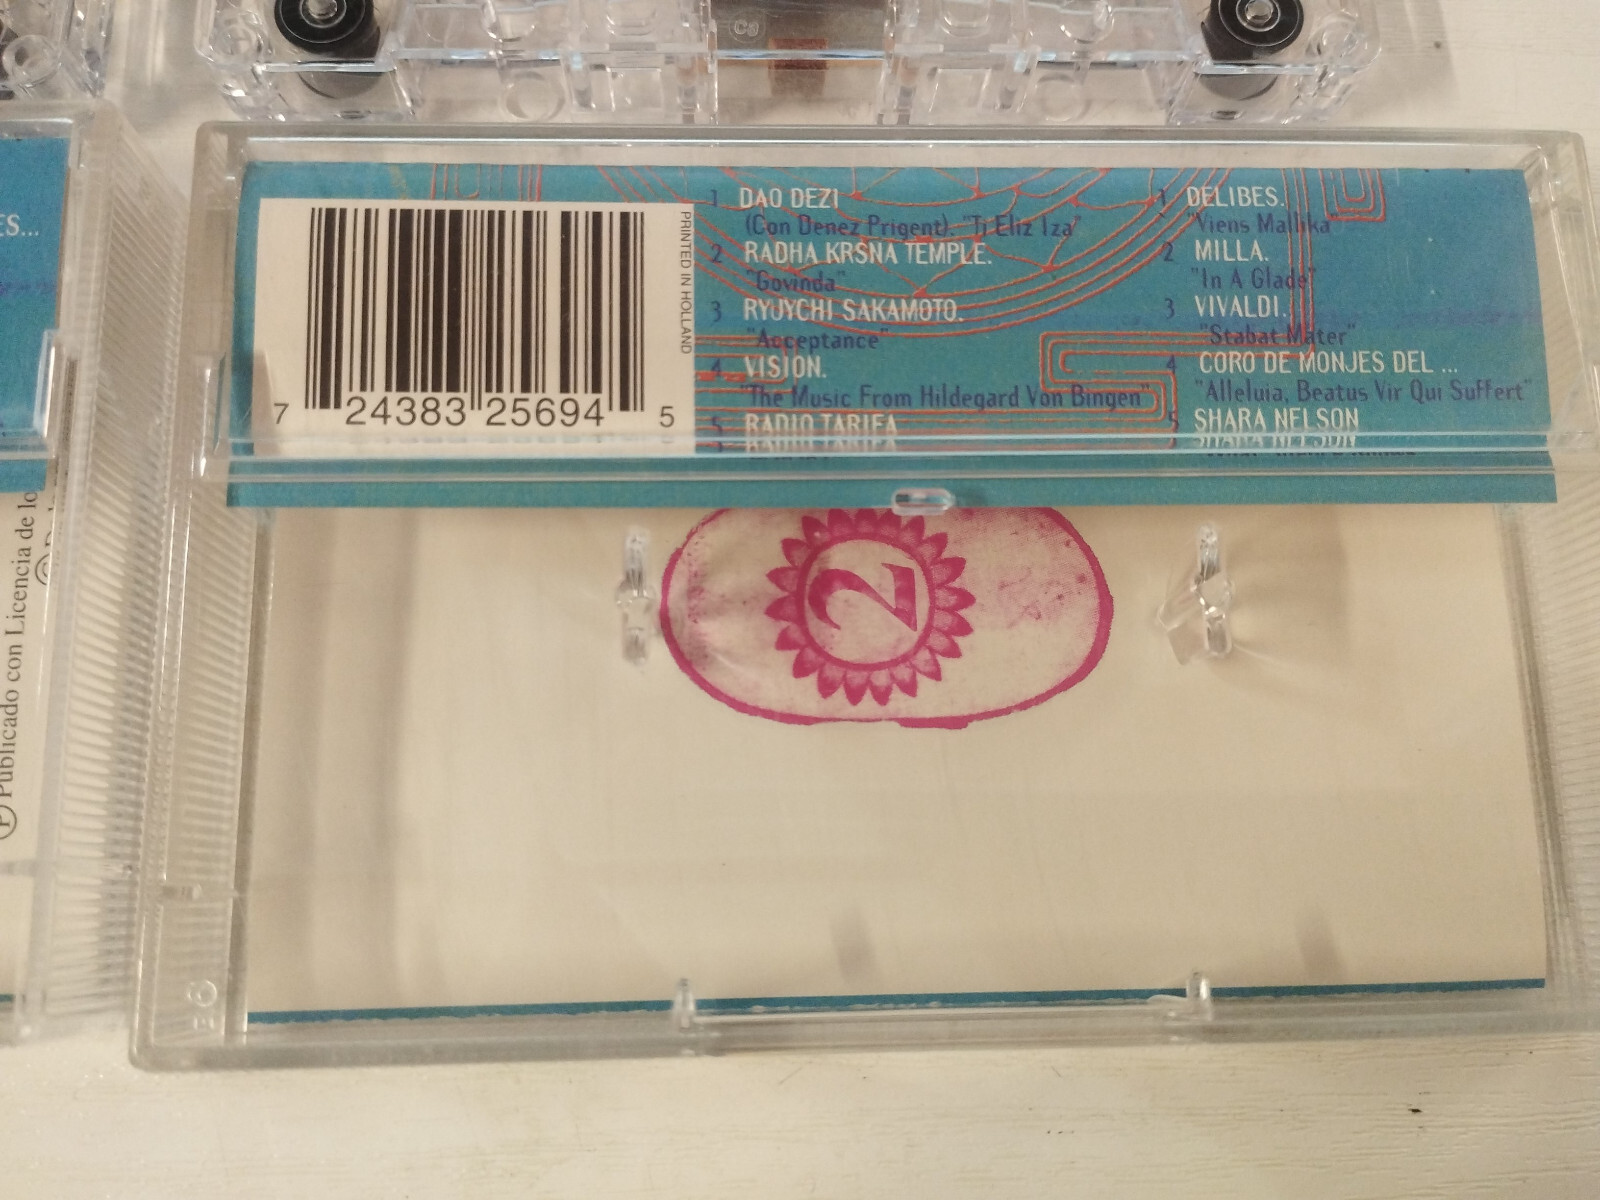 ES...
Publicado con Licencia de lo
7 24383 25694 5
PRINTED IN HOLLAND
1 DAO DEZI
(Con Denez Prigent). "Ti Eliz Iza"
2 RADHA KRSNA TEMPLE.
"Govinda"
3 RYUYCHI SAKAMOTO.
"Acceptance"
4 VISION.
"The Music From Hildegard Von Bingen"
5 RADIO TARIFA
1 DELIBES.
"Viens Mallika"
2 MILLA.
"In A Glade"
3 VIVALDI.
"Stabat Mater"
4 CORO DE MONJES DEL ...
"Alleluia, Beatus Vir Qui Suffert"
5 SHARA NELSON
2